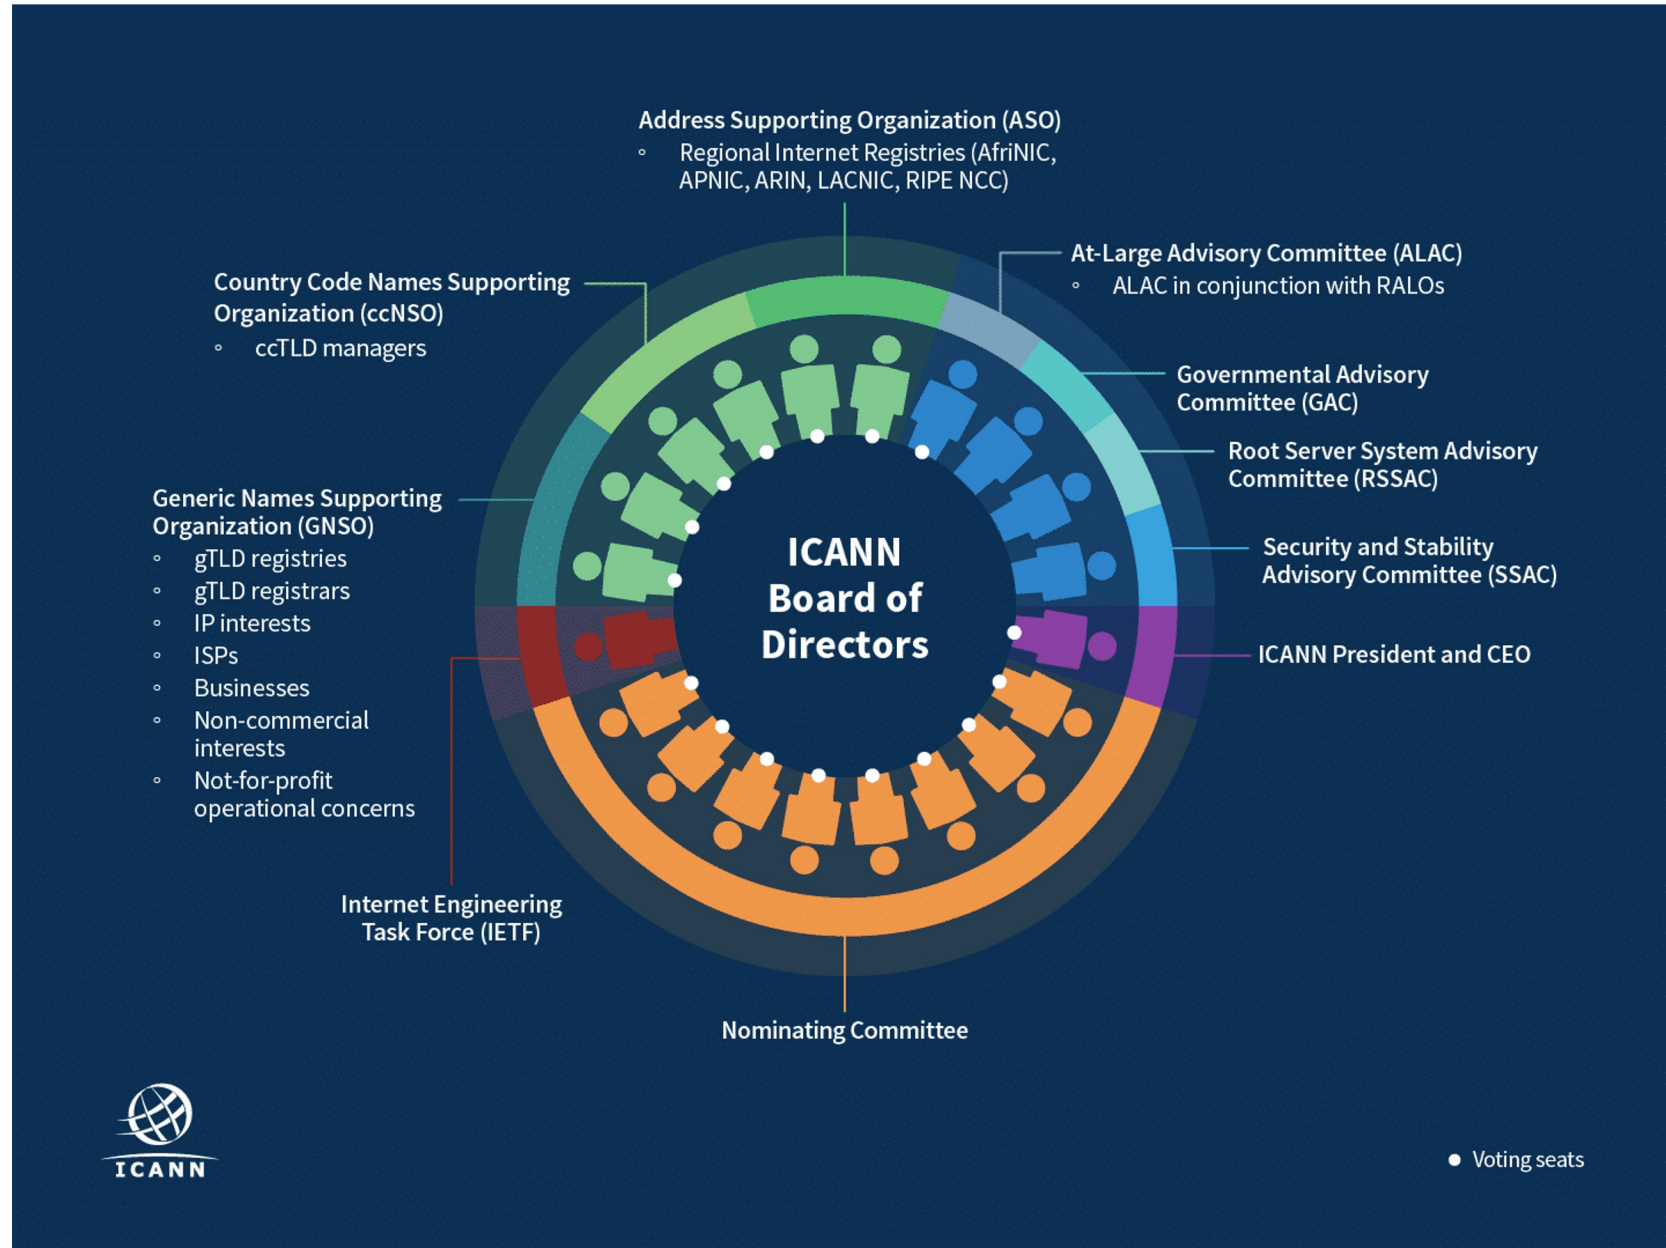 Address Supporting Organization (ASO)
◦ Regional Internet Registries (AfriNIC,
APNIC, ARIN, LACNIC, RIPE NCC)
At-Large Advisory Committee (ALAC)
◦ ALAC in conjunction with RALOs
Country Code Names Supporting
Organization (ccNSO)
◦ ccTLD managers
Governmental Advisory
Committee (GAC)
Root Server System Advisory
Committee (RSSAC)
Generic Names Supporting
Organization (GNSO)
◦ gTLD registries
◦ gTLD registrars
◦ IP interests
◦ ISPs
◦ Businesses
◦ Non-commercial
interests
◦ Not-for-profit
operational concerns
ICANN
Board of
Directors
Security and Stability
Advisory Committee (SSAC)
ICANN President and CEO
Internet Engineering
Task Force (IETF)
Nominating Committee
ICANN
Voting seats